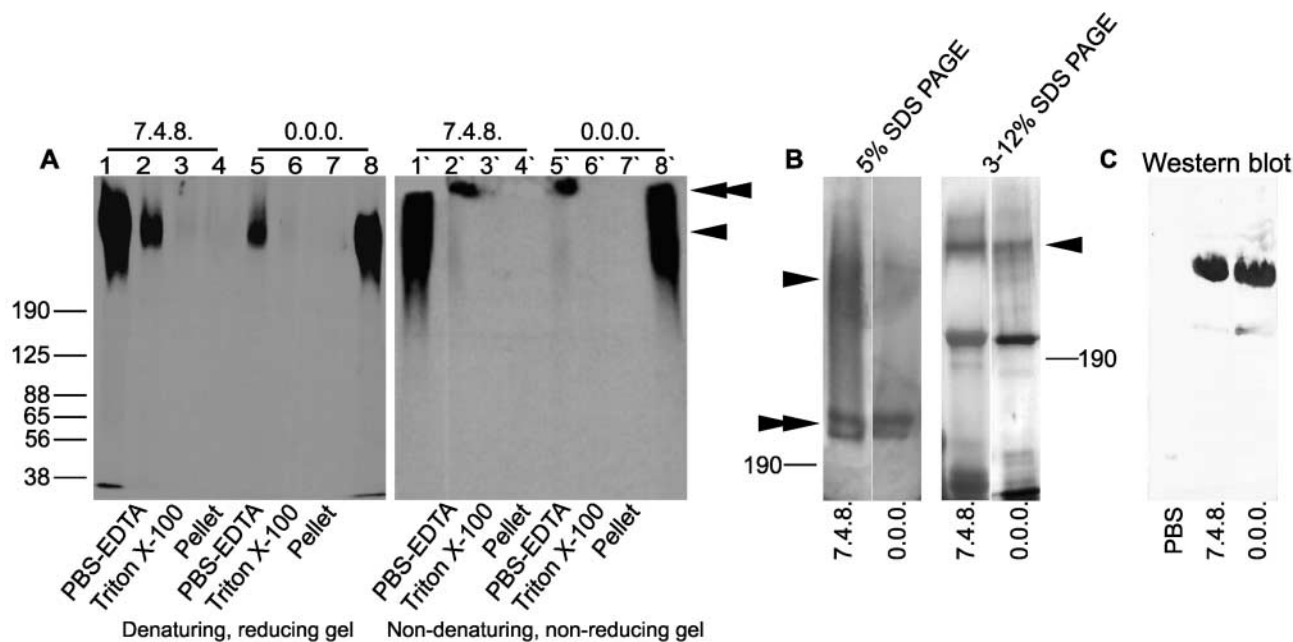 A
7.4.8.
0.0.0.
1 2 3 4 5 6 7 8
7.4.8.
0.0.0.
1` 2` 3` 4` 5` 6` 7` 8`
190
125
88
65
56
38
PBS-EDTA
Triton X-100
Pellet
PBS-EDTA
Triton X-100
Pellet
Denaturing, reducing gel
PBS-EDTA
Triton X-100
Pellet
PBS-EDTA
Triton X-100
Pellet
Non-denaturing, non-reducing gel
B
5% SDS PAGE
3-12% SDS PAGE
190
190
7.4.8.
0.0.0.
7.4.8.
0.0.0.
C
Western blot
PBS
7.4.8.
0.0.0.